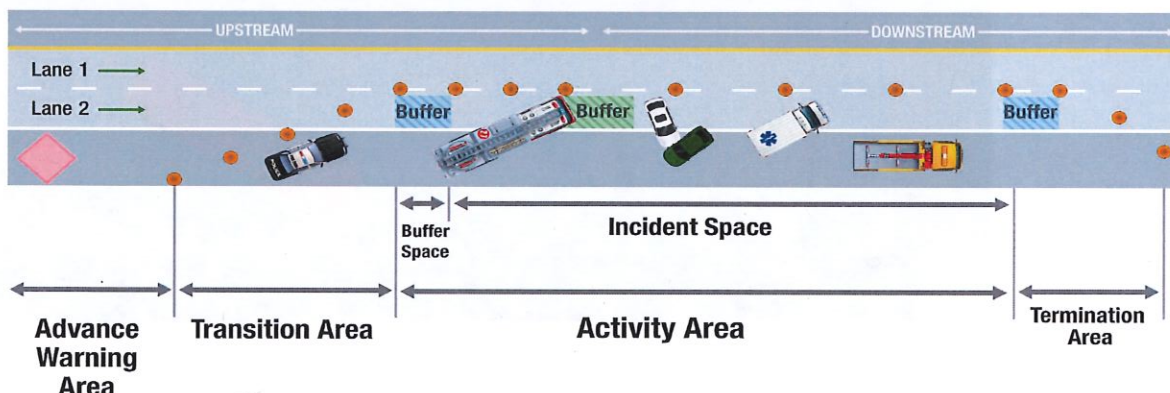 UPSTREAM
DOWNSTREAM
Lane 1
Lane 2
Buffer
Buffer
Buffer
POLICE
Buffer
Space
Incident Space
Advance
Warning
Area
Transition Area
Activity Area
Termination
Area